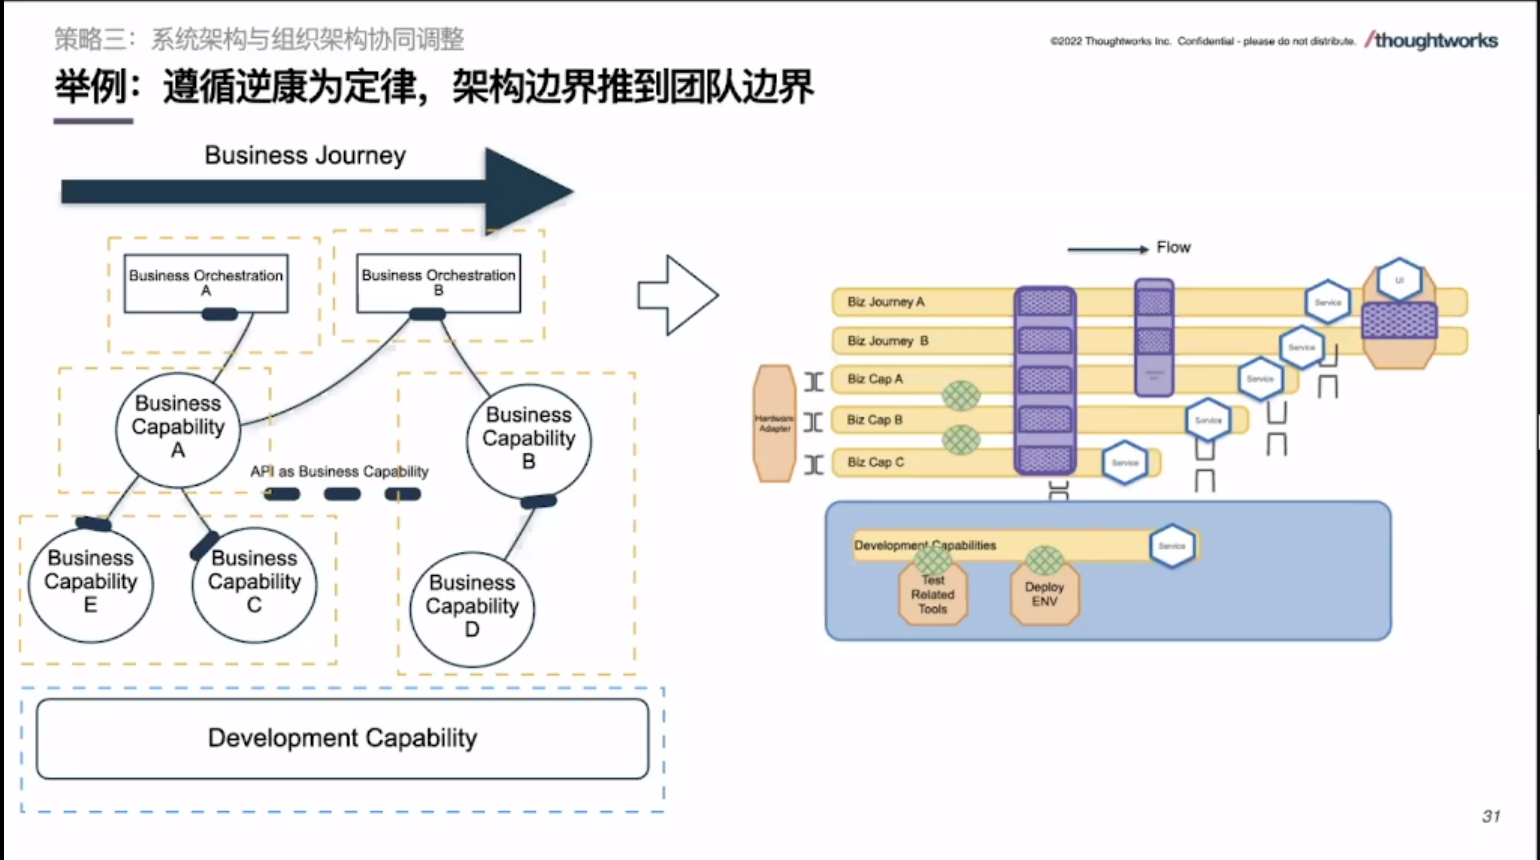 策略三：系统架构与组织架构协同调整
©2022 Thoughtworks Inc. Confidential - please do not distribute.
/thoughtworks
举例：遵循逆康为定律，架构边界推到团队边界
Business Journey
Business Orchestration
A
Business Orchestration
B
Business
Capability
A
Business
Capability
B
API as Business Capability
Business
Capability
E
Business
Capability
C
Business
Capability
D
Development Capability
Flow
Biz Journey A
Service
UI
Biz Journey B
Service
Biz Cap A
Service
Hardware
Adapter
Biz Cap B
Service
Biz Cap C
Service
Development Capabilities
Service
Test
Related
Tools
Deploy
ENV
31